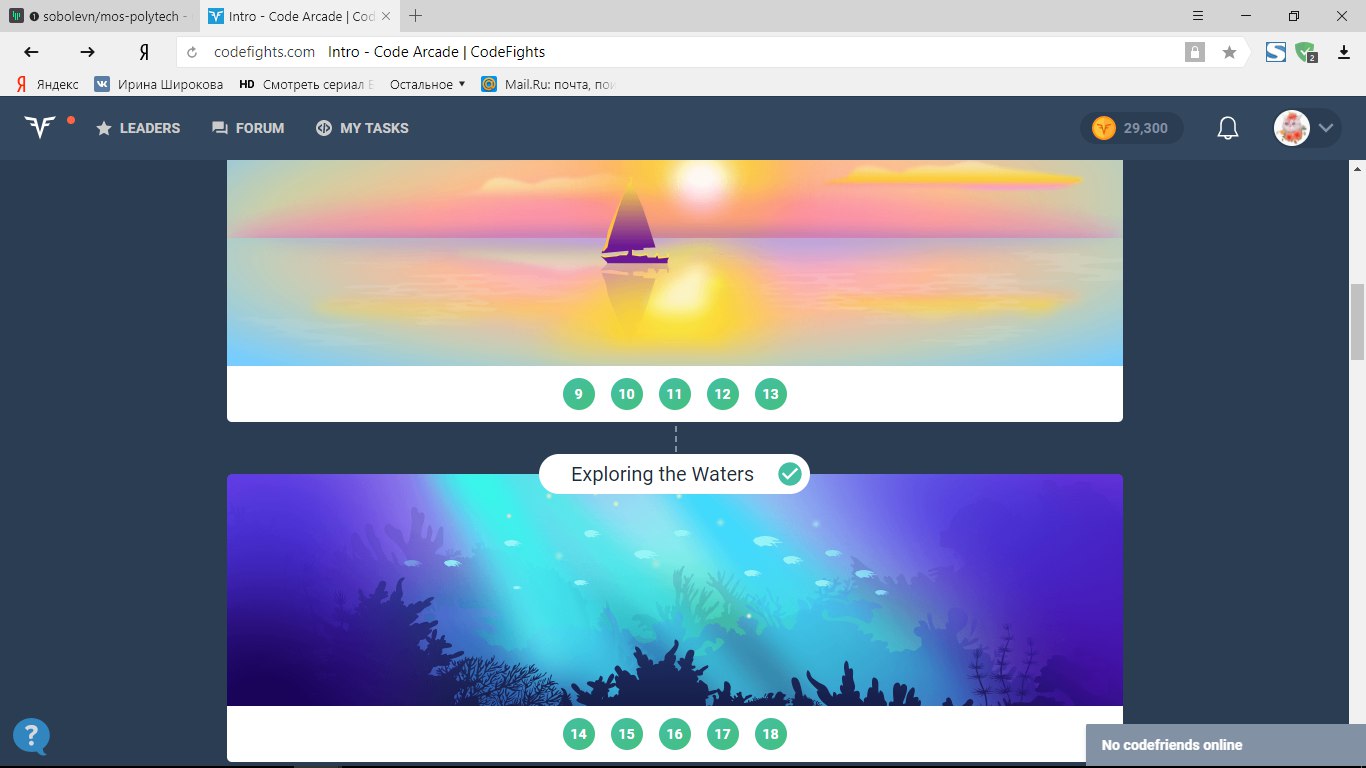 ❶ sobolevn/mos-polytech -
Intro - Code Arcade | Cod
Я codefights.com Intro - Code Arcade | CodeFights
S 2
Я Яндекс
Ирина Широкова
HD Смотреть сериал
Остальное
@ Mail.Ru: почта, пои
LEADERS FORUM MY TASKS 29,300
9 10 11 12 13
Exploring the Waters
14 15 16 17 18
? No codefriends online